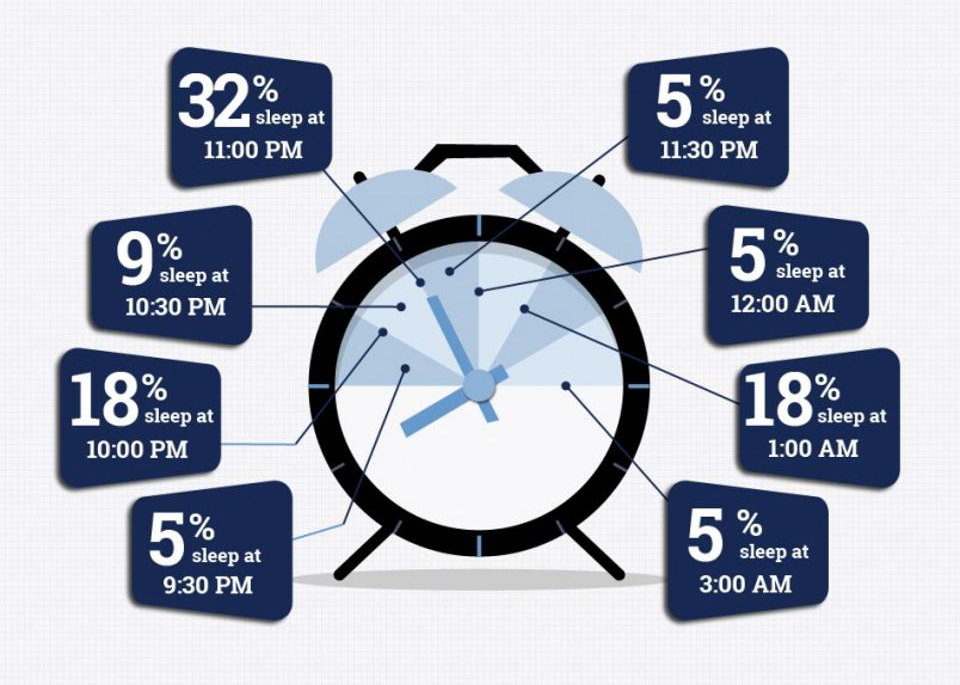 32%
sleep at
11:00 PM
5 %
sleep at
11:30 PM
9%
sleep at
10:30 PM
5 %
sleep at
12:00 AM
18%
sleep at
10:00 PM
18%
sleep at
1:00 AM
5%
sleep at
9:30 PM
5 %
sleep at
3:00 AM